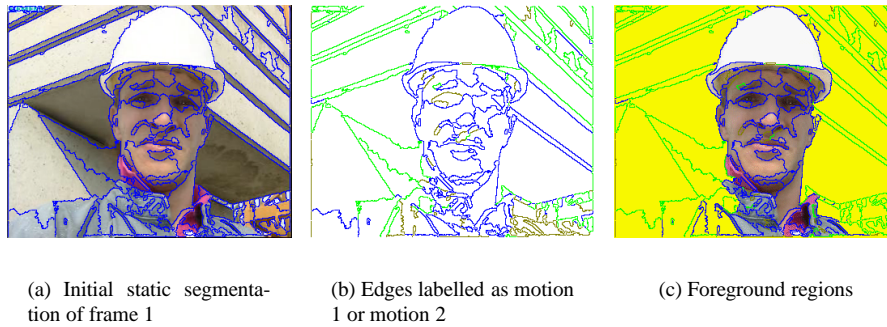 (a) Initial static segmenta-
tion of frame 1
(b) Edges labelled as motion
1 or motion 2
(c) Foreground regions